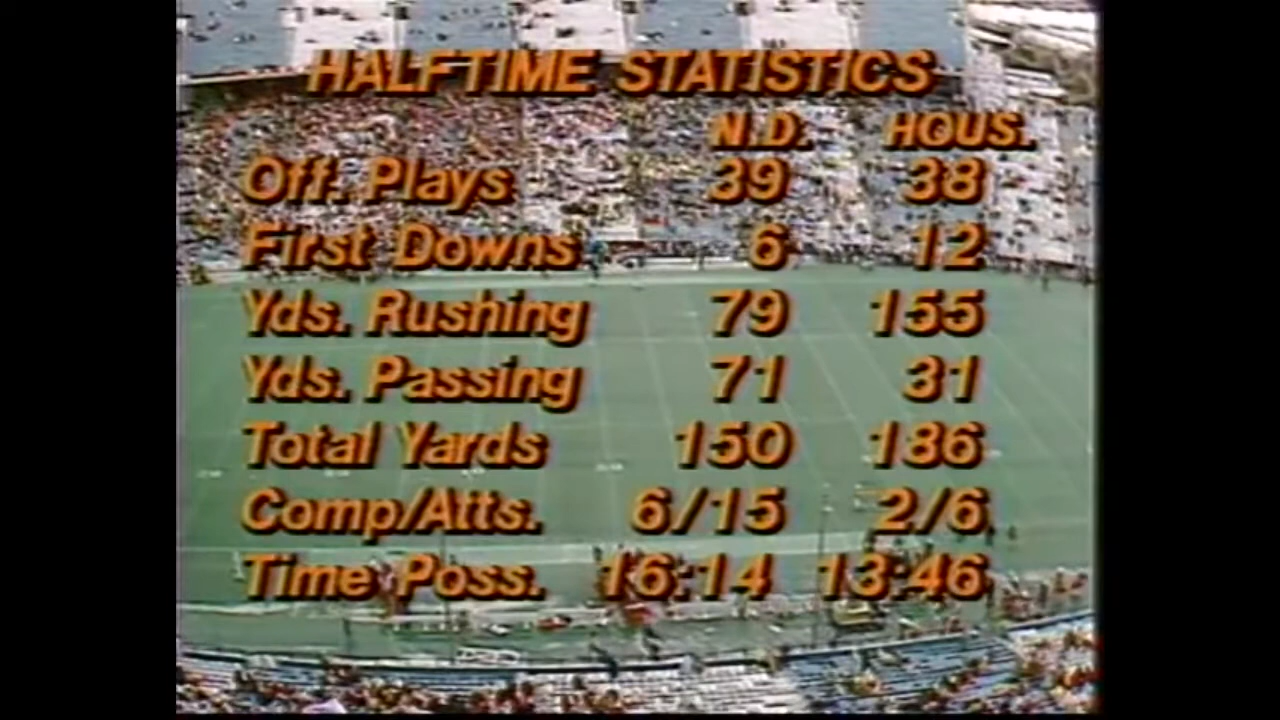 HALFTIME STATISTICS
N.D. HOUS.
Off. Plays 39 38
First Downs 6 12
Yds. Rushing 79 155
Yds. Passing 71 31
Total Yards 150 186
Comp/Atts. 6/15 2/6
Time Poss. 16:14 13:46